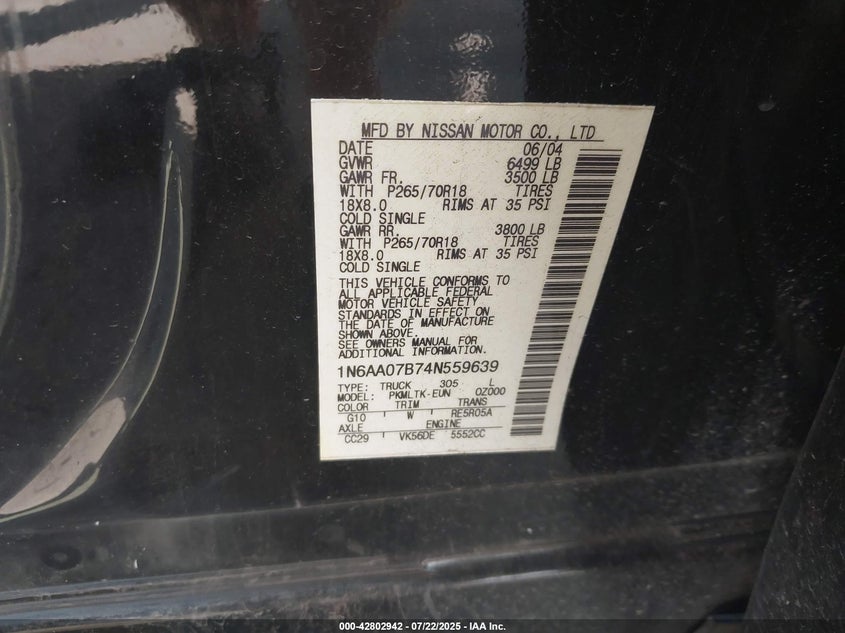 MFD BY NISSAN MOTOR CO., LTD
DATE 06/04
GVWR 6499 LB
GAWR FR. 3500 LB
WITH P265/70R18 TIRES
18X8.0 RIMS AT 35 PSI
COLD SINGLE
GAWR RR. 3800 LB
WITH P265/70R18 TIRES
18X8.0 RIMS AT 35 PSI
COLD SINGLE
THIS VEHICLE CONFORMS TO
ALL APPLICABLE FEDERAL
MOTOR VEHICLE SAFETY
STANDARDS IN EFFECT ON
THE DATE OF MANUFACTURE
SHOWN ABOVE.
SEE OWNERS MANUAL FOR
ADDITIONAL INFORMATION.
1N6AA07B74N559639
TYPE: TRUCK 305 L
MODEL: PKMLTK-EUN OZ000
COLOR TRIM TRANS
G10 W RE5R05A
AXLE ENGINE
CC29 VK56DE 5552CC
000-42802942 - 07/22/2025 - IAA Inc.